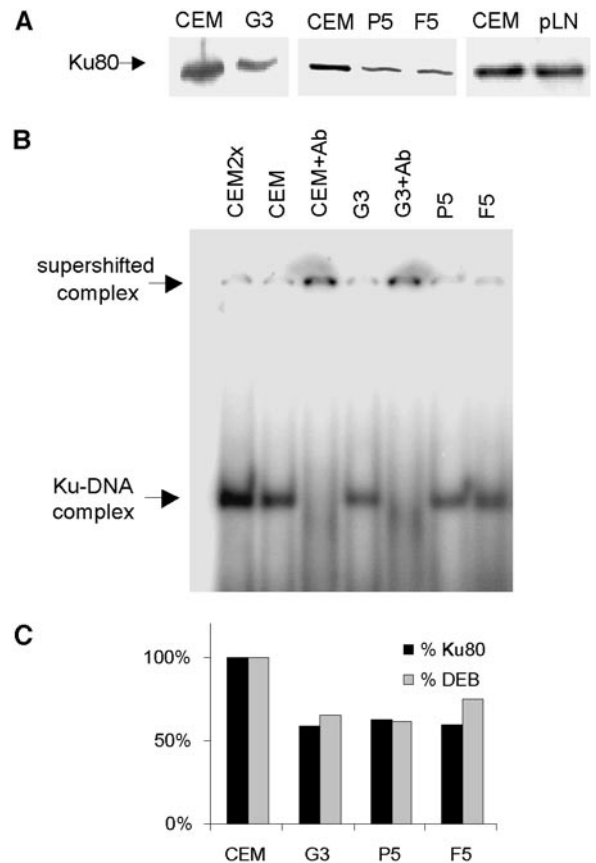 A
CEM G3 CEM P5 F5 CEM pLN
Ku80
B
CEM2x CEM CEM+Ab G3 G3+Ab P5 F5
supershifted
complex
Ku-DNA
complex
C
100%
50%
0%
% Ku80
% DEB
CEM G3 P5 F5